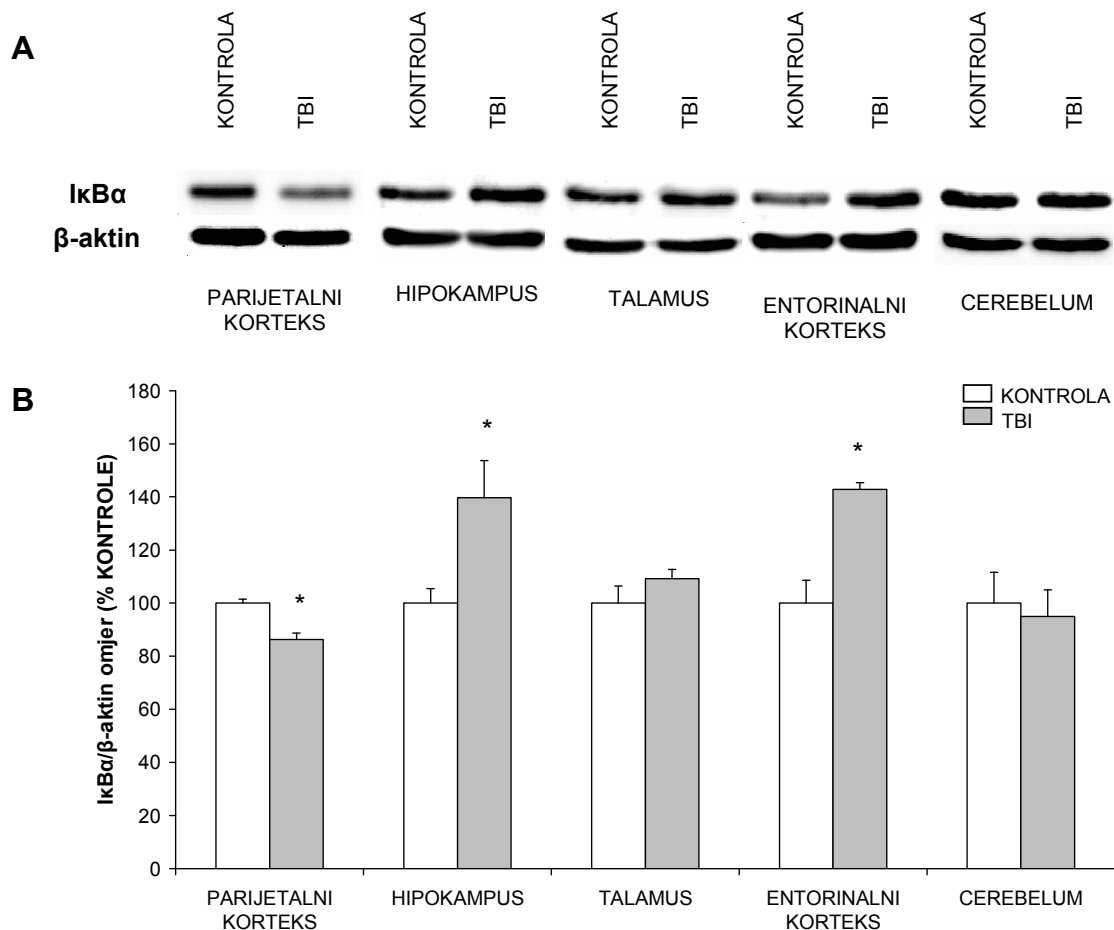 A
KONTROLA
TBI
KONTROLA
TBI
KONTROLA
TBI
KONTROLA
TBI
KONTROLA
TBI
IκBα
β-aktin
PARIJETALNI
KORTEKS
HIPOKAMPUS
TALAMUS
ENTORINALNI
KORTEKS
CEREBELUM
B
IκBα/β-aktin omjer (% KONTROLE)
180
160
140
120
100
80
60
40
20
0
*
*
*
KONTROLA
TBI
PARIJETALNI
KORTEKS
HIPOKAMPUS
TALAMUS
ENTORINALNI
KORTEKS
CEREBELUM